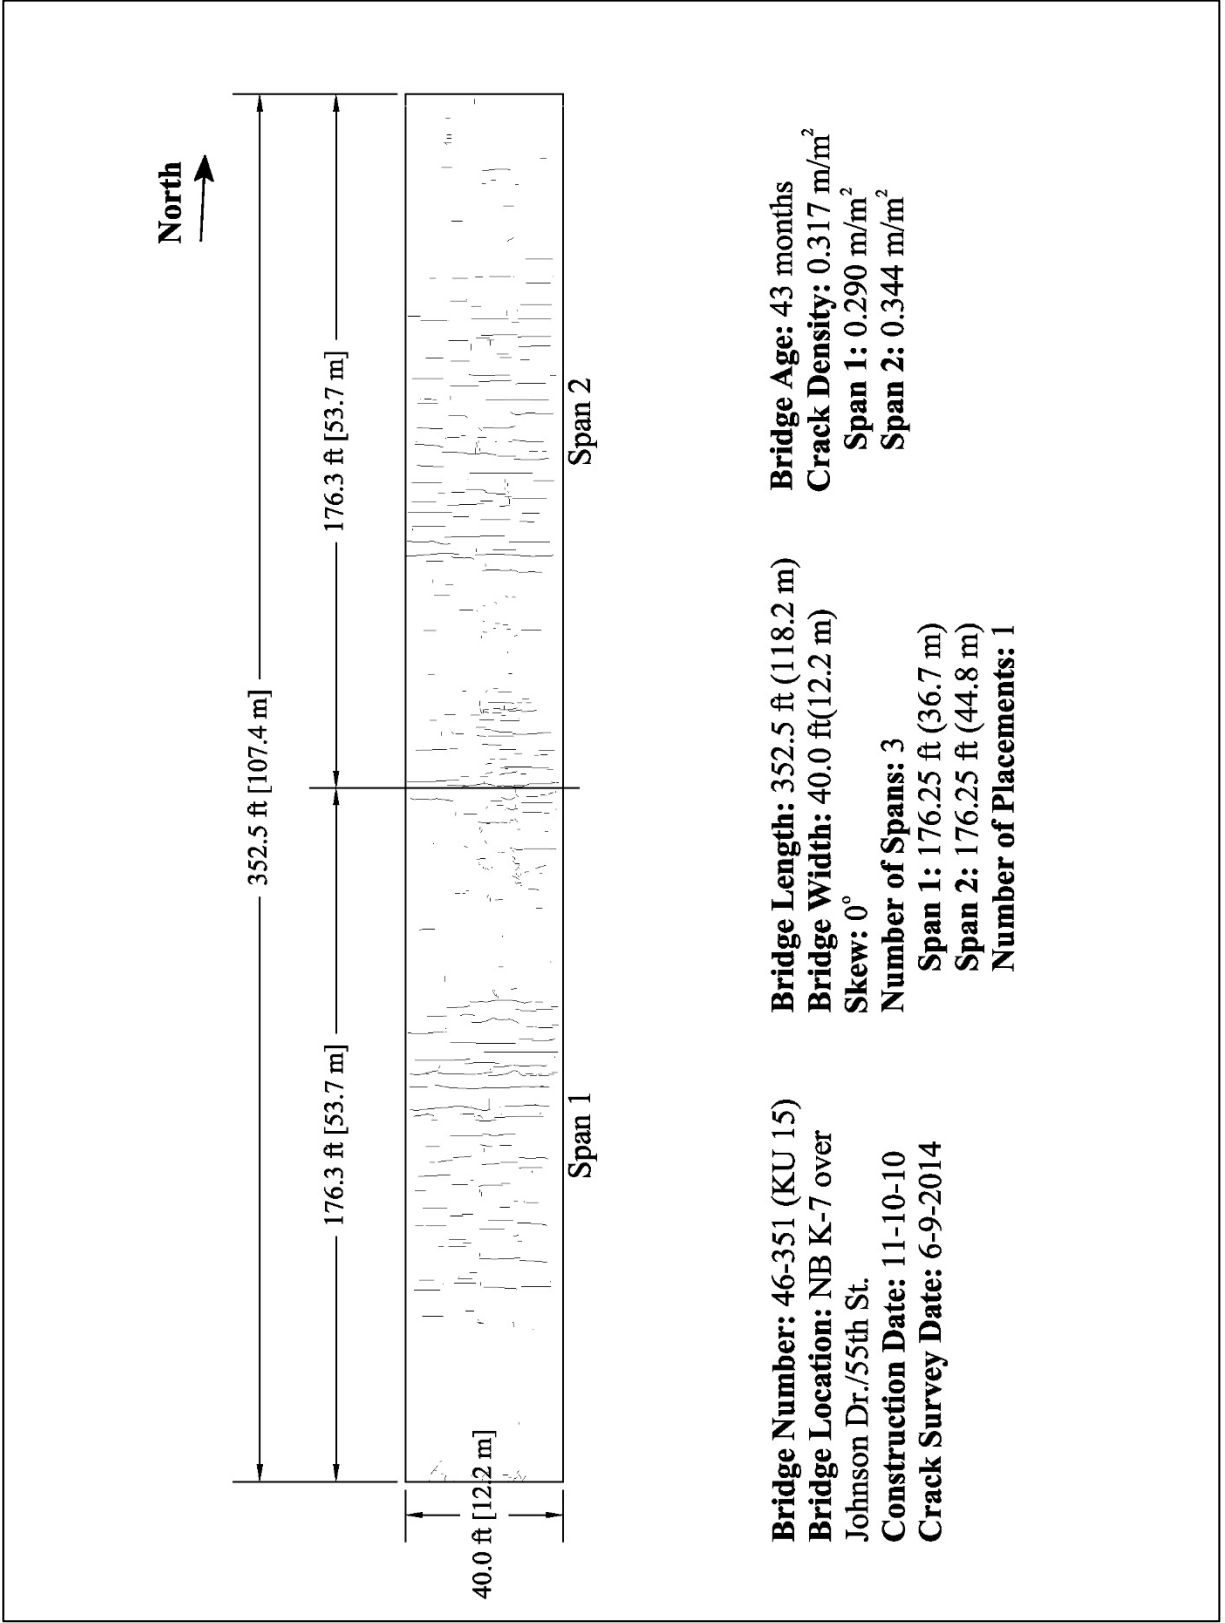 North
352.5 ft [107.4 m]
176.3 ft [53.7 m]
176.3 ft [53.7 m]
40.0 ft [12.2 m]
Span 1
Span 2
Bridge Number: 46-351 (KU 15)
Bridge Location: NB K-7 over
Johnson Dr./55th St.
Construction Date: 11-10-10
Crack Survey Date: 6-9-2014
Bridge Length: 352.5 ft (118.2 m)
Bridge Width: 40.0 ft(12.2 m)
Skew: 0°
Number of Spans: 3
Span 1: 176.25 ft (36.7 m)
Span 2: 176.25 ft (44.8 m)
Number of Placements: 1
Bridge Age: 43 months
Crack Density: 0.317 m/m²
Span 1: 0.290 m/m²
Span 2: 0.344 m/m²